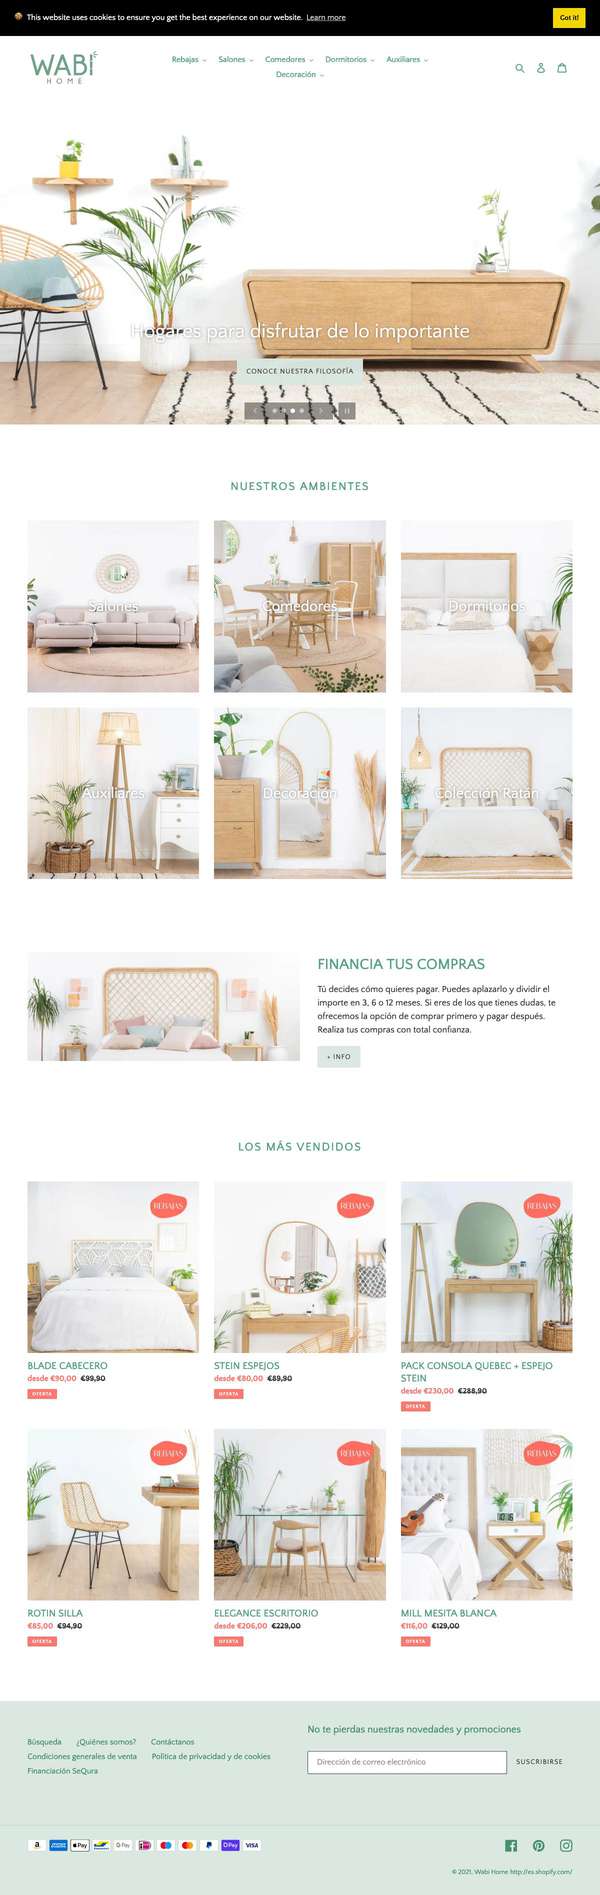 This website uses cookies to ensure you get the best experience on our website. Learn more
Got it!
WABI
HOME
Rebajas
Salones
Comedores
Dormitorios
Auxiliares
Decoración
Hogares para disfrutar de lo importante
CONOCE NUESTRA FILOSOFÍA
NUESTROS AMBIENTES
Salones
Comedores
Dormitorios
Auxiliares
Decoración
Colección Ratán
FINANCIA TUS COMPRAS
Tú decides cómo quieres pagar. Puedes aplazarlo y dividir el
importe en 3, 6 o 12 meses. Si eres de los que tienes dudas, te
ofrecemos la opción de comprar primero y pagar después.
Realiza tus compras con total confianza.
+ INFO
LOS MÁS VENDIDOS
REBAJAS
REBAJAS
REBAJAS
BLADE CABECERO
desde €90,00 €99,90
OFERTA
STEIN ESPEJOS
desde €80,00 €89,90
OFERTA
PACK CONSOLA QUEBEC + ESPEJO
STEIN
desde €230,00 €288,90
OFERTA
REBAJAS
REBAJAS
REBAJAS
ROTIN SILLA
€85,00 €94,90
OFERTA
ELEGANCE ESCRITORIO
desde €206,00 €229,00
OFERTA
MILL MESITA BLANCA
€116,00 €129,00
OFERTA
Búsqueda
¿Quiénes somos?
Contáctanos
Condiciones generales de venta
Política de privacidad y de cookies
Financiación SeQura
No te pierdas nuestras novedades y promociones
Dirección de correo electrónico
SUSCRIBIRSE
Pay
G Pay
Pay
VISA
© 2021, Wabi Home http://es.shopify.com/